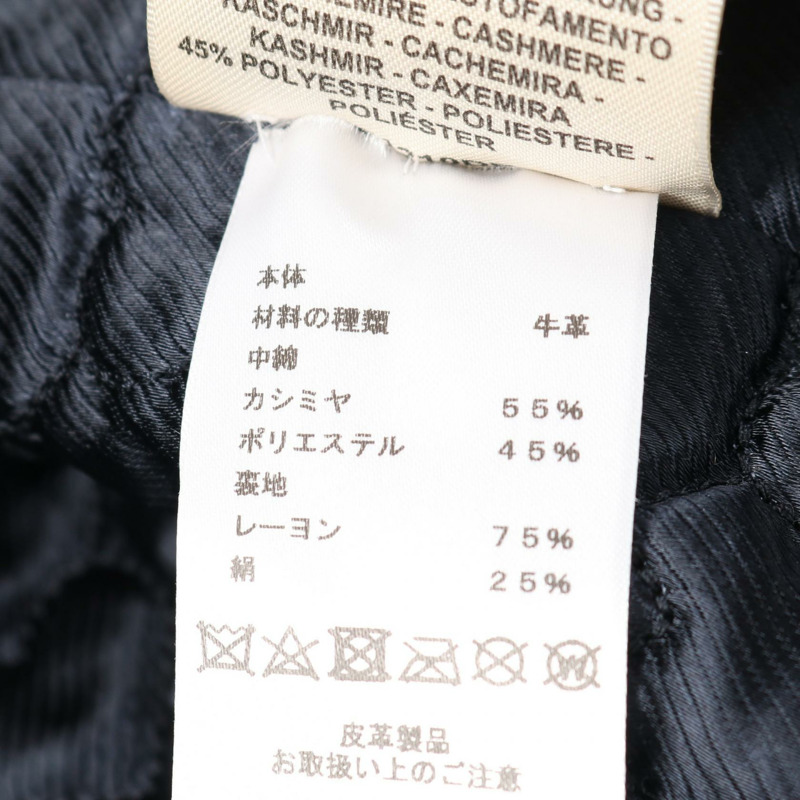 KASCHMIR -
CACHEMIRE - CASHMERE -
KASHMIR - CACHEMIRA -
KAŞMIR - CAXEMIRA
45% POLYESTER - POLIESTERE -
POLIÉSTER
本体
材料の種類 牛革
中綿
カシミヤ 55%
ポリエステル 45%
裏地
レーヨン 75%
絹 25%
W
皮革製品
お取扱い上のご注意